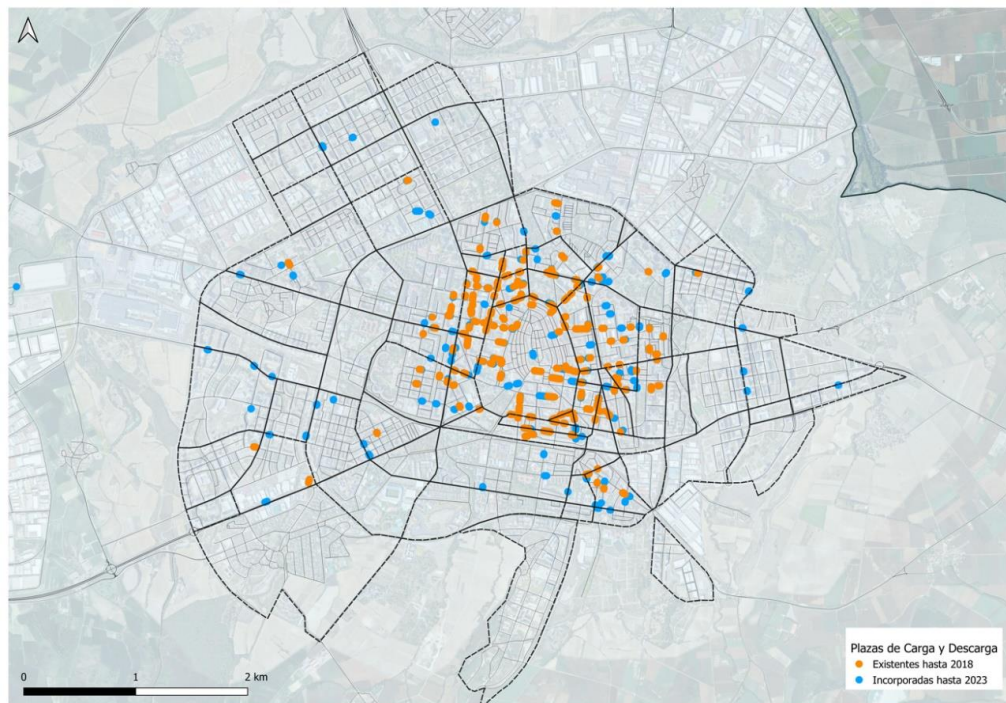 0
1
2 km
Plazas de Carga y Descarga
Existentes hasta 2018
Incorporadas hasta 2023